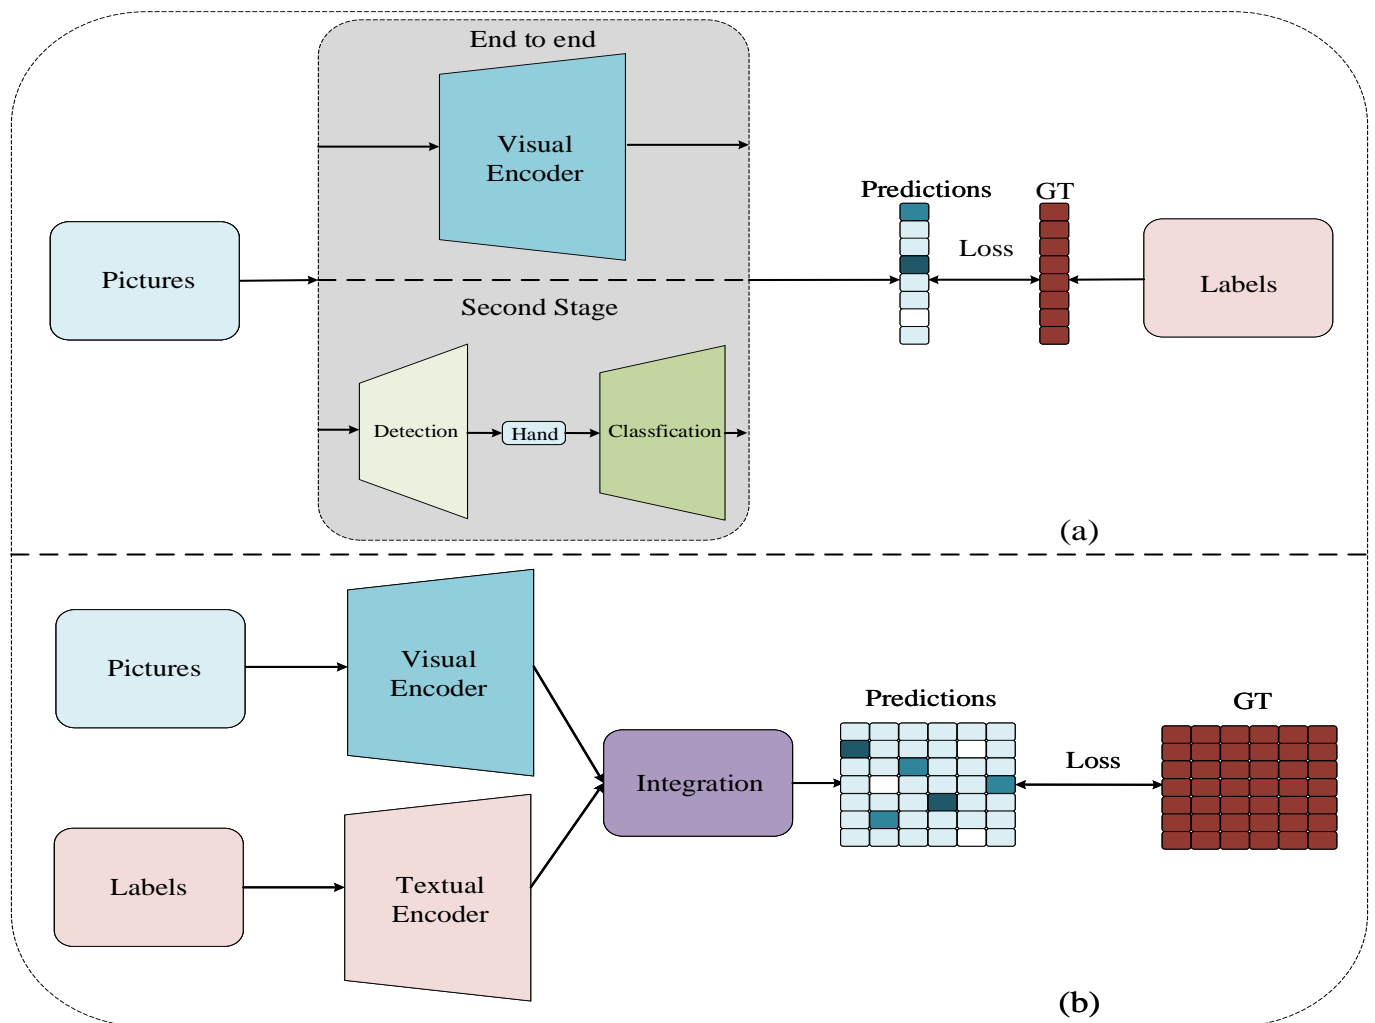 End to end
Visual
Encoder
Pictures
Second Stage
Detection
Hand
Classfication
Predictions
GT
Loss
Labels
(a)
Pictures
Visual
Encoder
Labels
Textual
Encoder
Integration
Predictions
Loss
GT
(b)